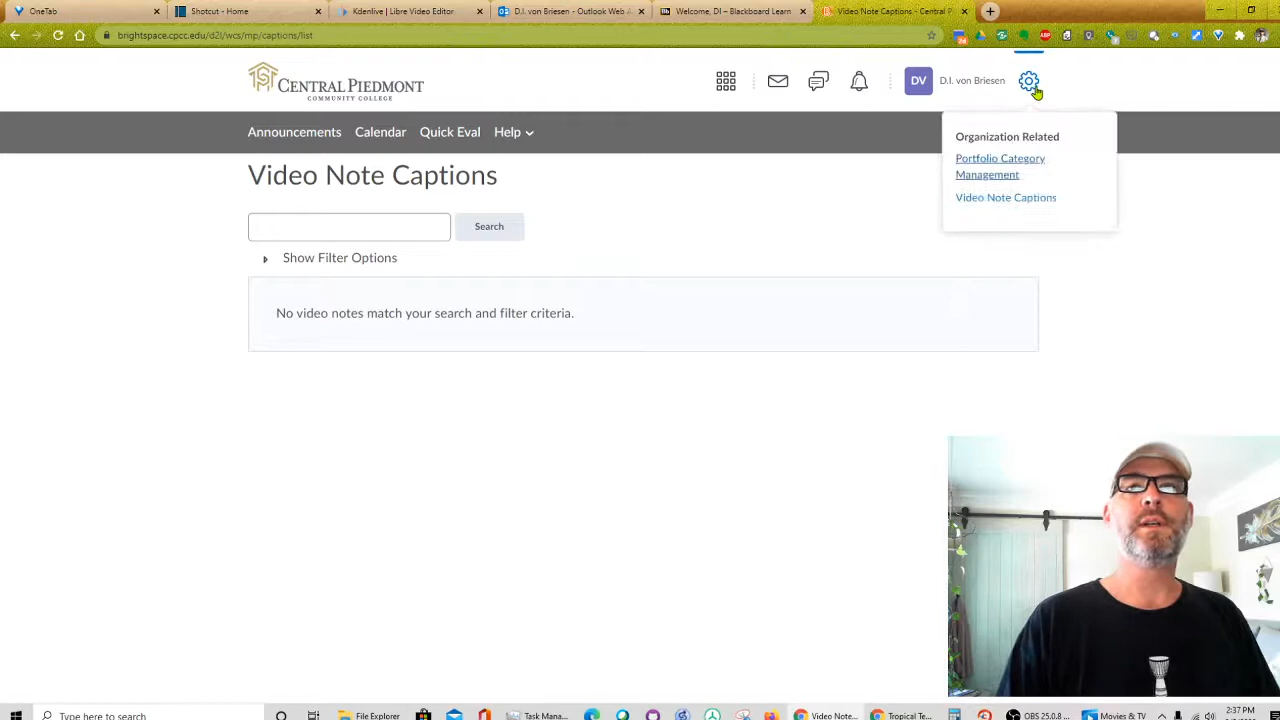 OneTab
Shotcut - Home
Kdenlive | Libre Video Editor
D.I. von Briesen - Outlook Web A
Welcome, DI – Blackboard Learn
Video Note Captions - Central P
brightspace.cpcc.edu/d2l/wcs/mp/captions/list
CENTRAL PIEDMONT
COMMUNITY COLLEGE
DV
D.I. von Briesen
Announcements
Calendar
Quick Eval
Help
Organization Related
Portfolio Category
Management
Video Note Captions
Video Note Captions
Search
Show Filter Options
No video notes match your search and filter criteria.
Type here to search
File Explorer
Task Mana...
Video Note...
Tropical Te...
OBS 25.0.8
Movies & TV
2:37 PM